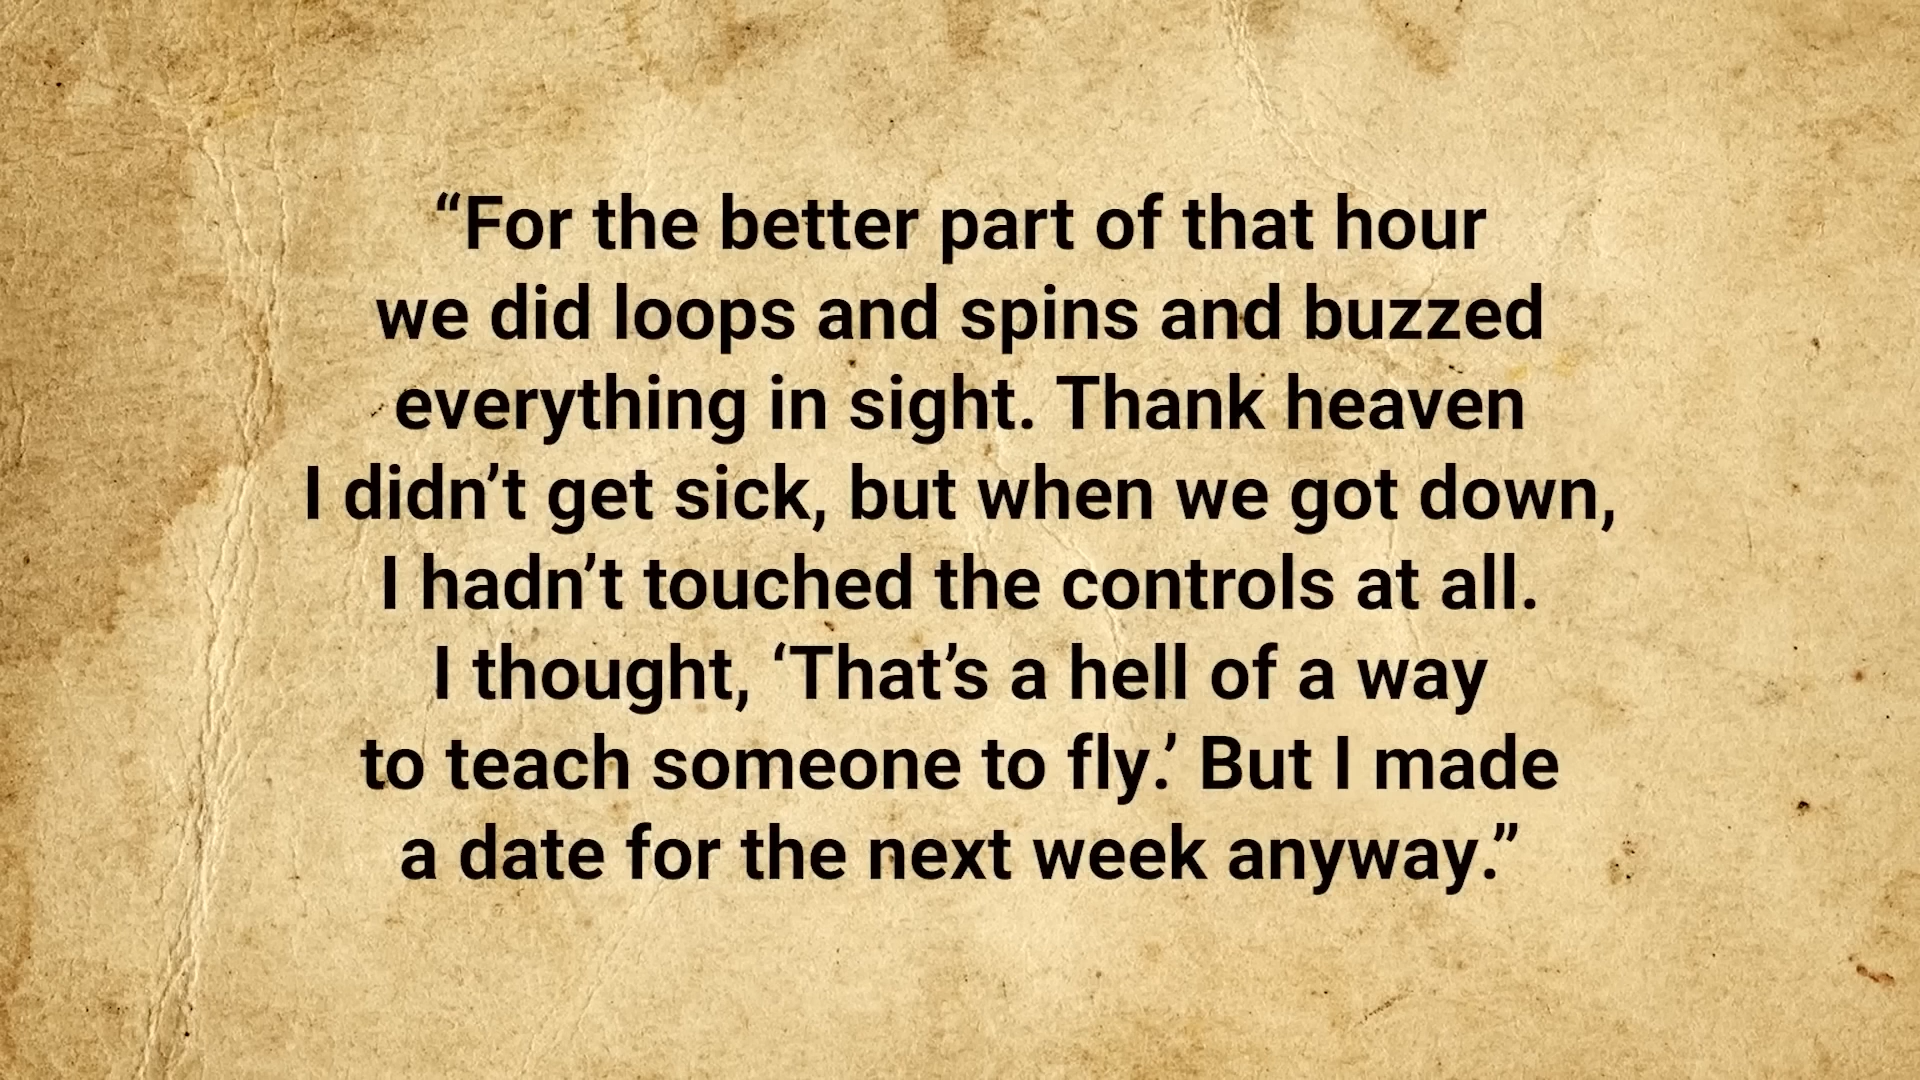 “For the better part of that hour
we did loops and spins and buzzed
everything in sight. Thank heaven
I didn’t get sick, but when we got down,
I hadn’t touched the controls at all.
I thought, ‘That’s a hell of a way
to teach someone to fly.’ But I made
a date for the next week anyway.”